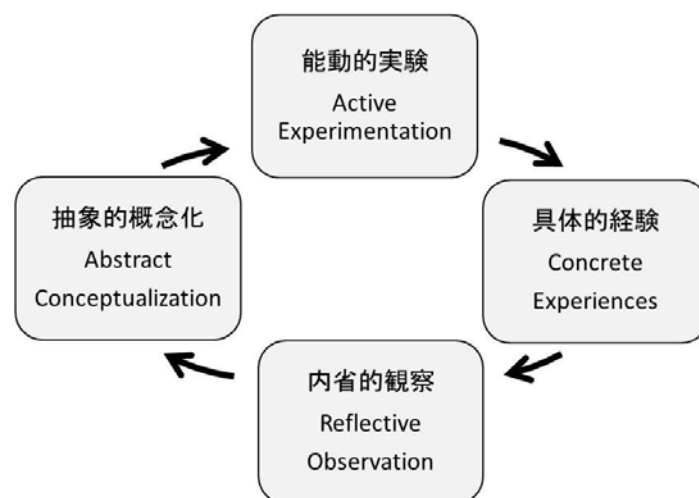 能動的実験
Active
Experimentation
抽象的概念化
Abstract
Conceptualization
具体的経験
Concrete
Experiences
内省的観察
Reflective
Observation